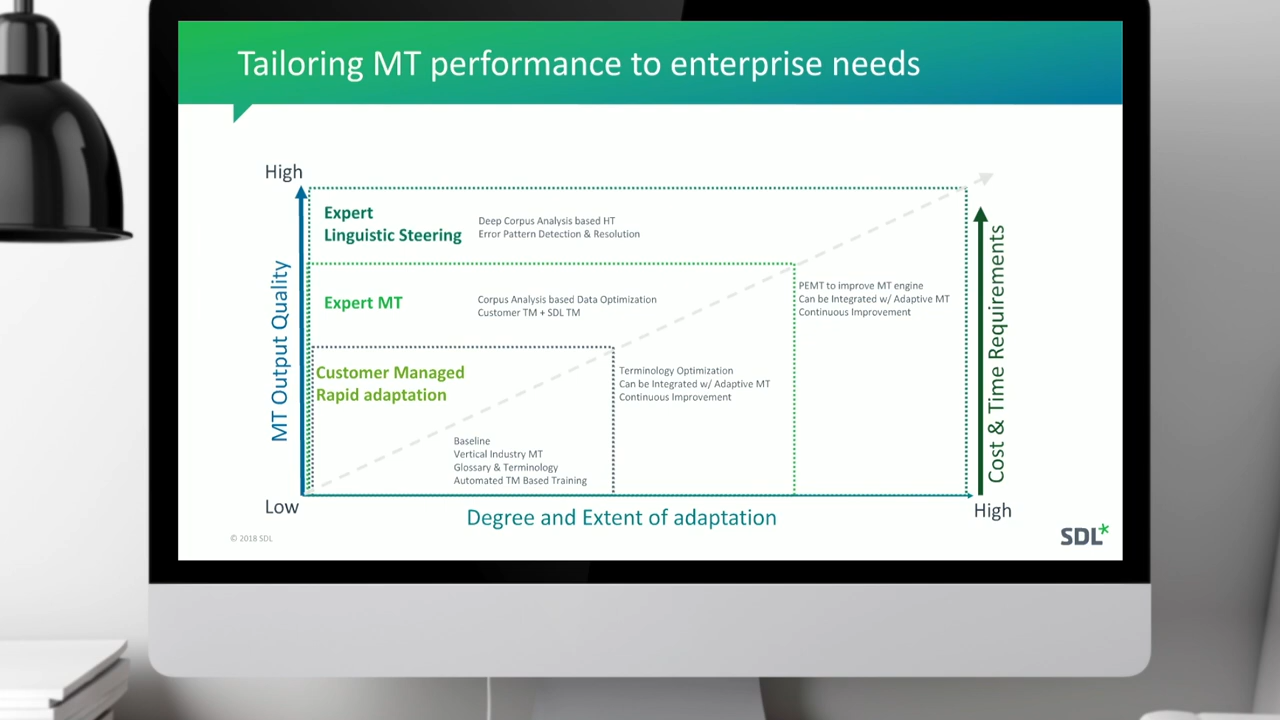 Tailoring MT performance to enterprise needs
High
Expert
Linguistic Steering
Deep Corpus Analysis based HT
Error Pattern Detection & Resolution
Expert MT
Corpus Analysis based Data Optimization
Customer TM + SDL TM
PEMT to improve MT engine
Can be Integrated w/ Adaptive MT
Continuous Improvement
Customer Managed
Rapid adaptation
Terminology Optimization
Can be Integrated w/ Adaptive MT
Continuous Improvement
Baseline
Vertical Industry MT
Glossary & Terminology
Automated TM Based Training
MT Output Quality
Cost & Time Requirements
Low
Degree and Extent of adaptation
High
© 2018 SDL
SDL*